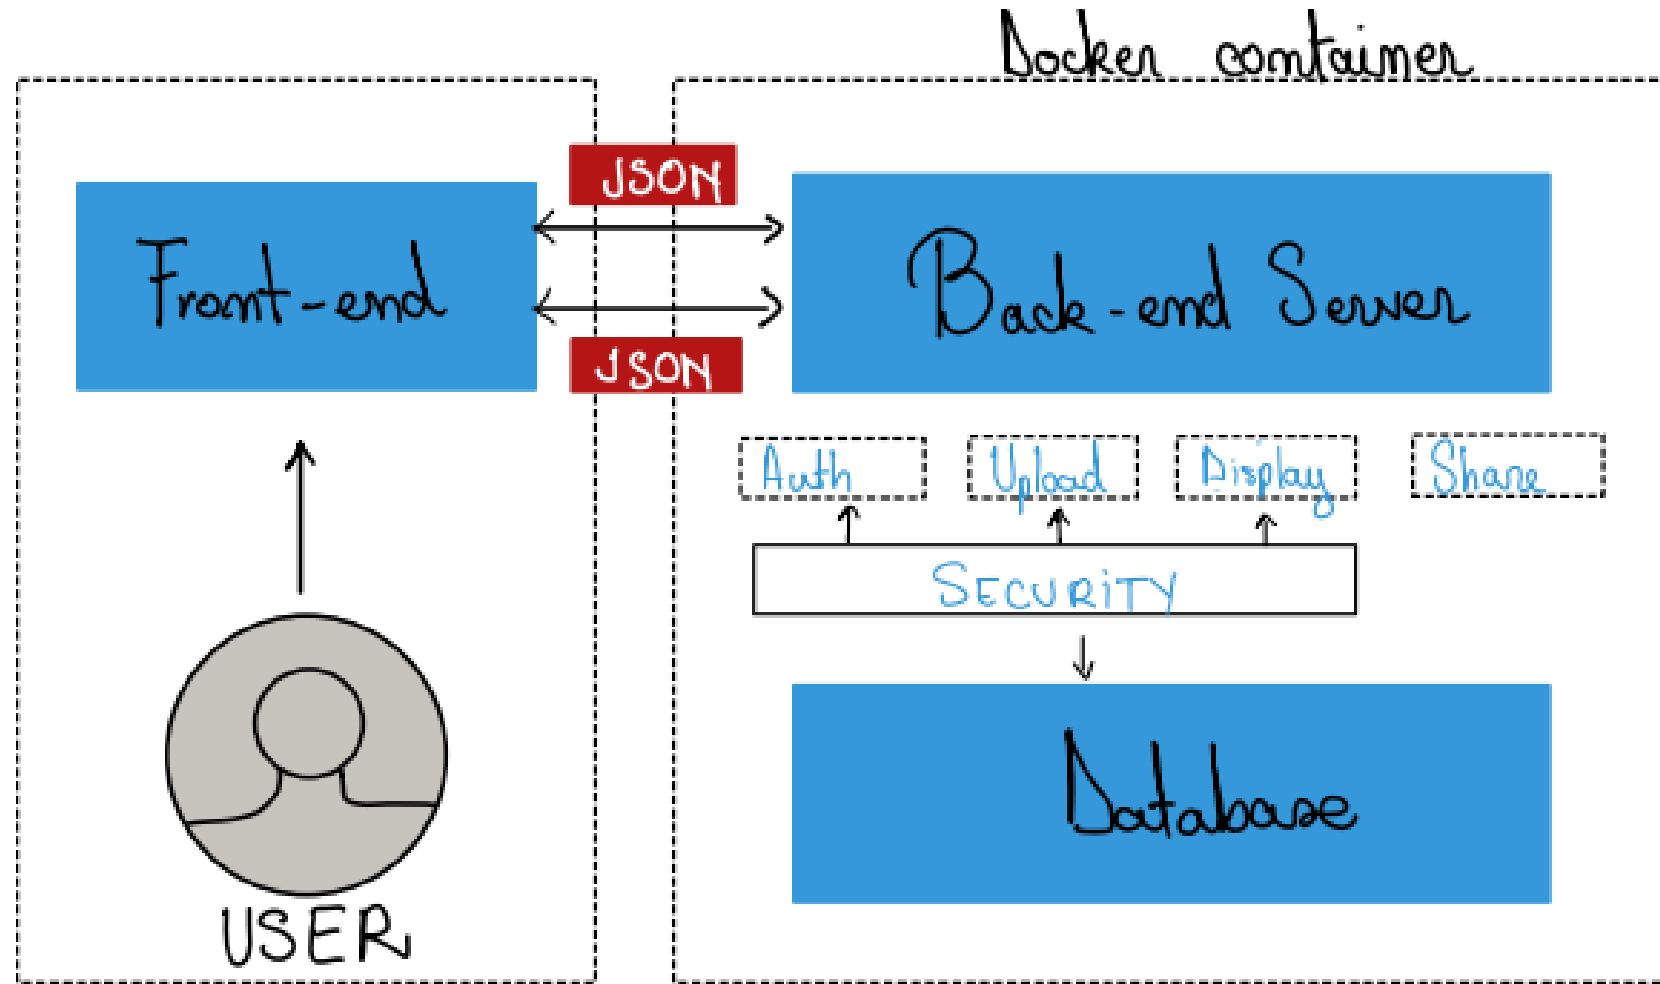 Docker container
JSON
Front-end
Back-end Server
JSON
Auth
Upload
Display
Share
SECURiTY
Database
USER